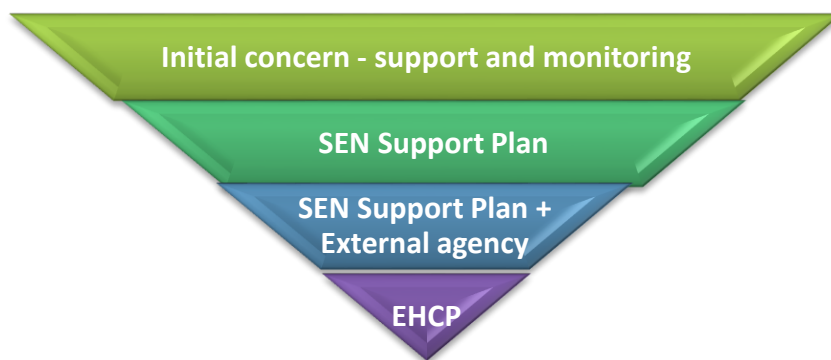 Initial concern - support and monitoring
SEN Support Plan
SEN Support Plan +
External agency
EHCP